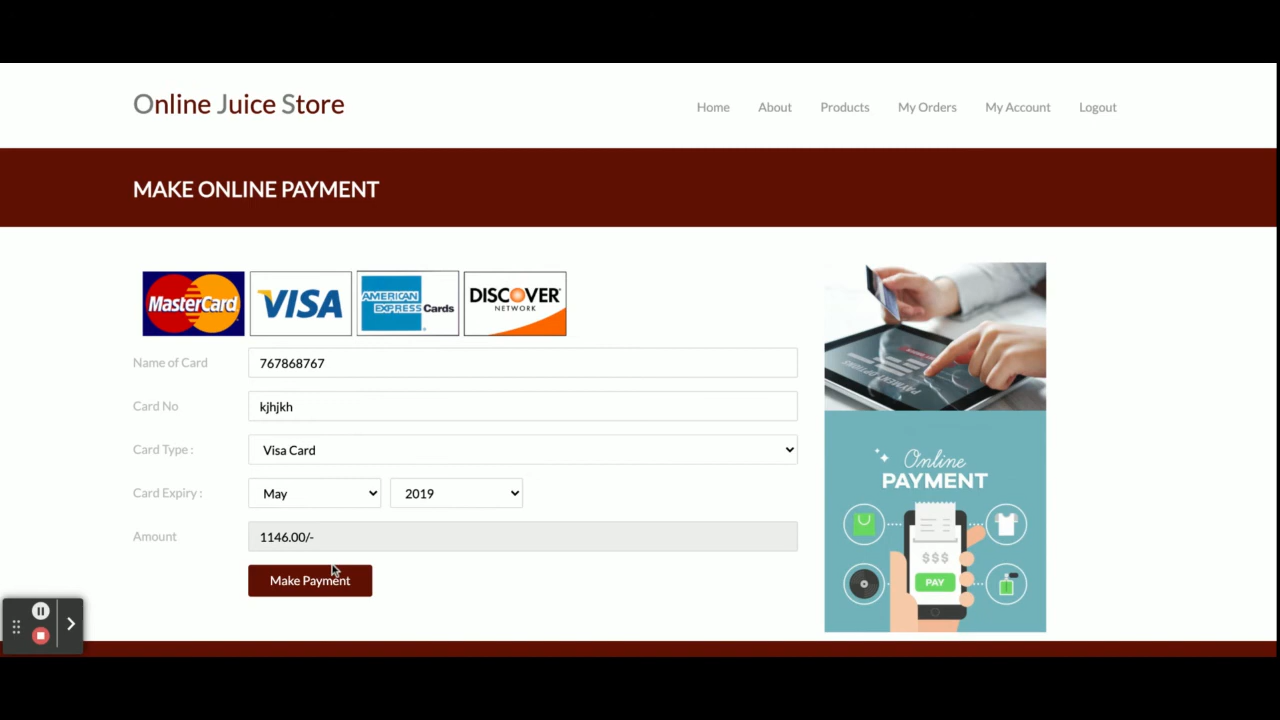 Online Juice Store
Home About Products My Orders My Account Logout
MAKE ONLINE PAYMENT
MasterCard VISA AMERICAN EXPRESS Cards DISCOVER NETWORK
Name of Card 767868767
Card No kjhjkh
Card Type : Visa Card
Card Expiry : May 2019
Amount 1146.00/-
Make Payment
PAYMENT OPTIONS
Online
PAYMENT
$$$
PAY